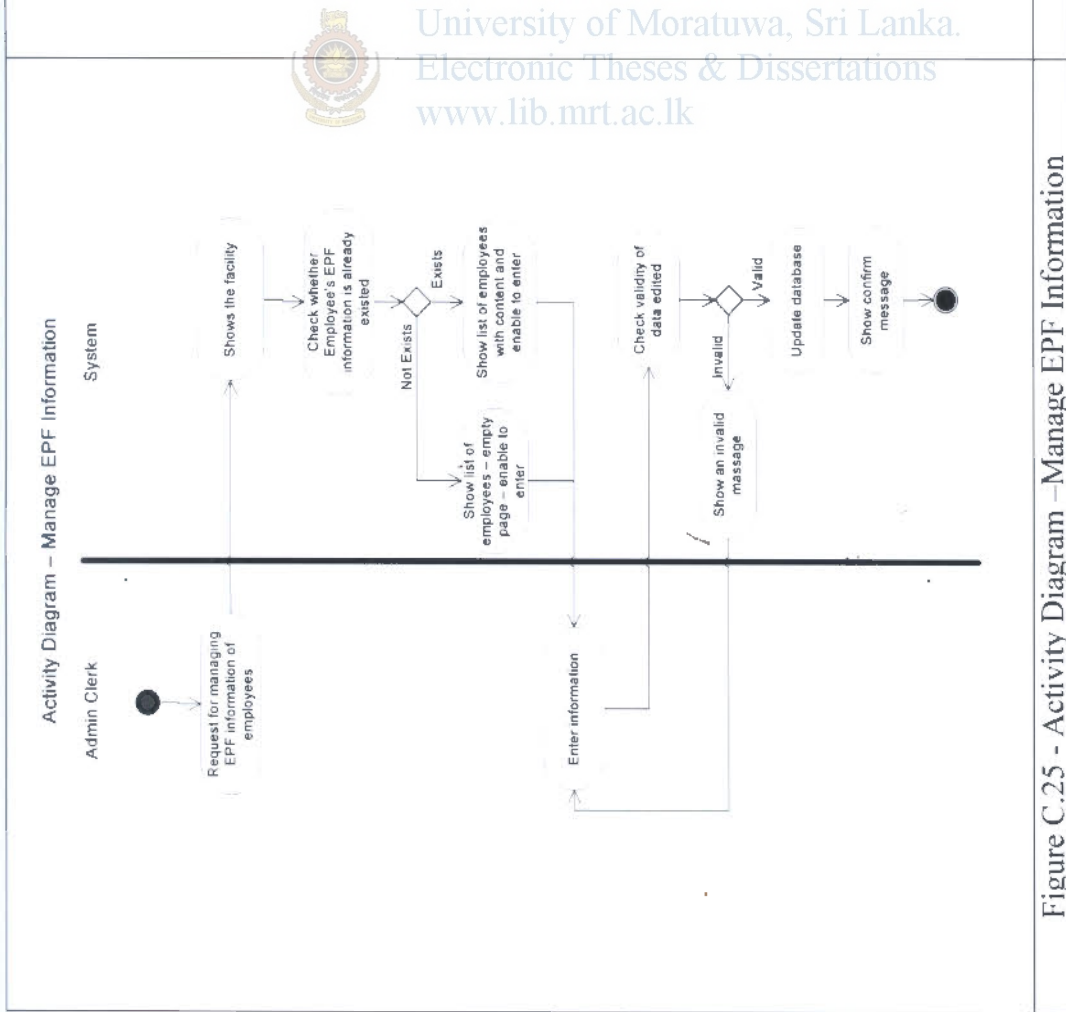 University of Moratuwa, Sri Lanka.
Electronic Theses & Dissertations
www.lib.mrt.ac.lk
Activity Diagram – Manage EPF Information
Admin Clerk
System
Request for managing
EPF information of
employees
Shows the facility
Check whether
Employee's EPF
information is already
existed
Not Exists
Exists
Show list of
employees – empty
page – enable to
enter
Show list of employees
with content and
enable to enter
Enter information
Check validity of
data edited
Invalid
Valid
Show an invalid
massage
Update database
Show confirm
message
Figure C.25 - Activity Diagram –Manage EPF Information